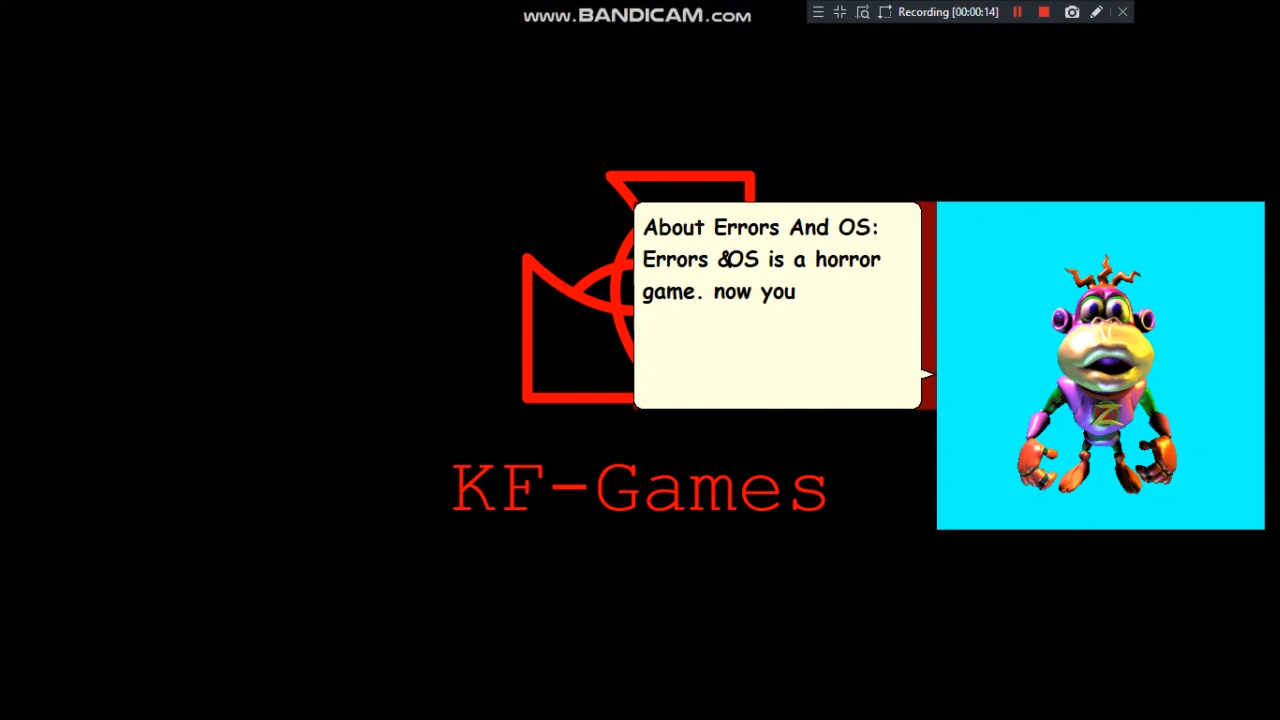 www.BANDICAM.com
Recording [00:00:14]
About Errors And OS:
Errors &OS is a horror
game. now you
Z
KF-Games